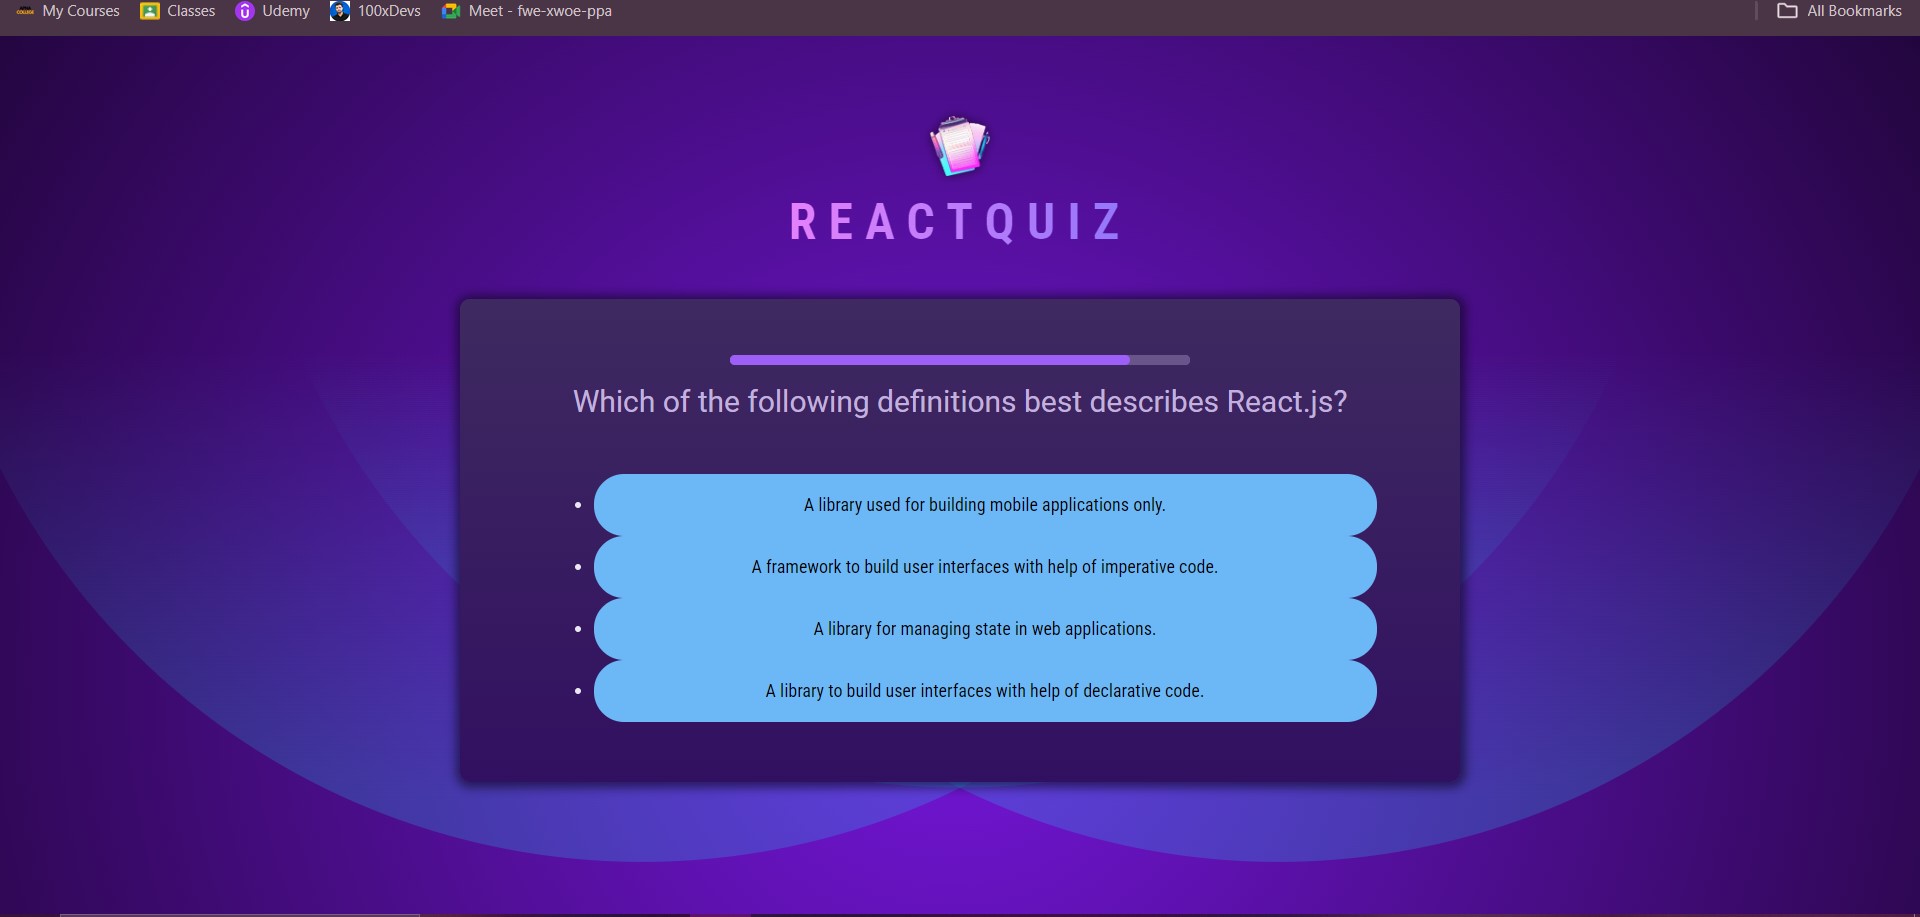 My Courses Classes Udemy 100xDevs Meet - fwe-xwoe-ppa All Bookmarks
REACTQUIZ
Which of the following definitions best describes React.js?
A library used for building mobile applications only.
A framework to build user interfaces with help of imperative code.
A library for managing state in web applications.
A library to build user interfaces with help of declarative code.